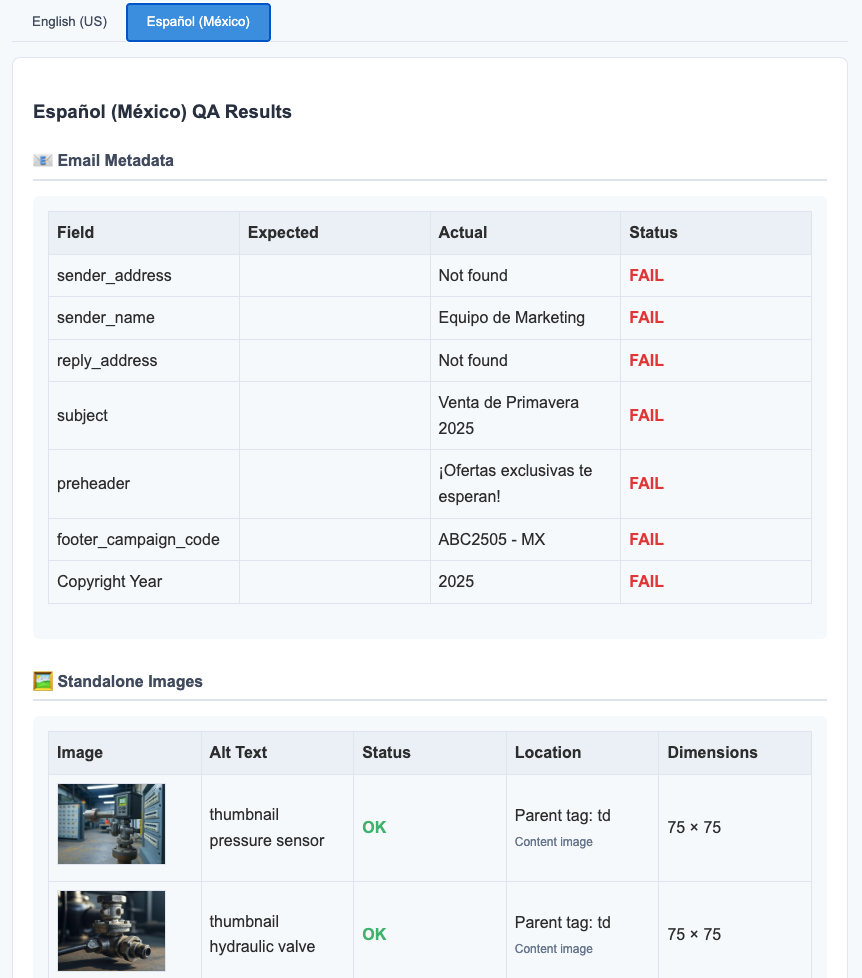 English (US)
Español (México)
Español (México) QA Results
Email Metadata
Field Expected Actual Status
sender_address Not found FAIL
sender_name Equipo de Marketing FAIL
reply_address Not found FAIL
subject Venta de Primavera 2025 FAIL
preheader ¡Ofertas exclusivas te esperan! FAIL
footer_campaign_code ABC2505 - MX FAIL
Copyright Year 2025 FAIL
Standalone Images
Image Alt Text Status Location Dimensions
thumbnail pressure sensor OK Parent tag: td Content image 75 × 75
thumbnail hydraulic valve OK Parent tag: td Content image 75 × 75